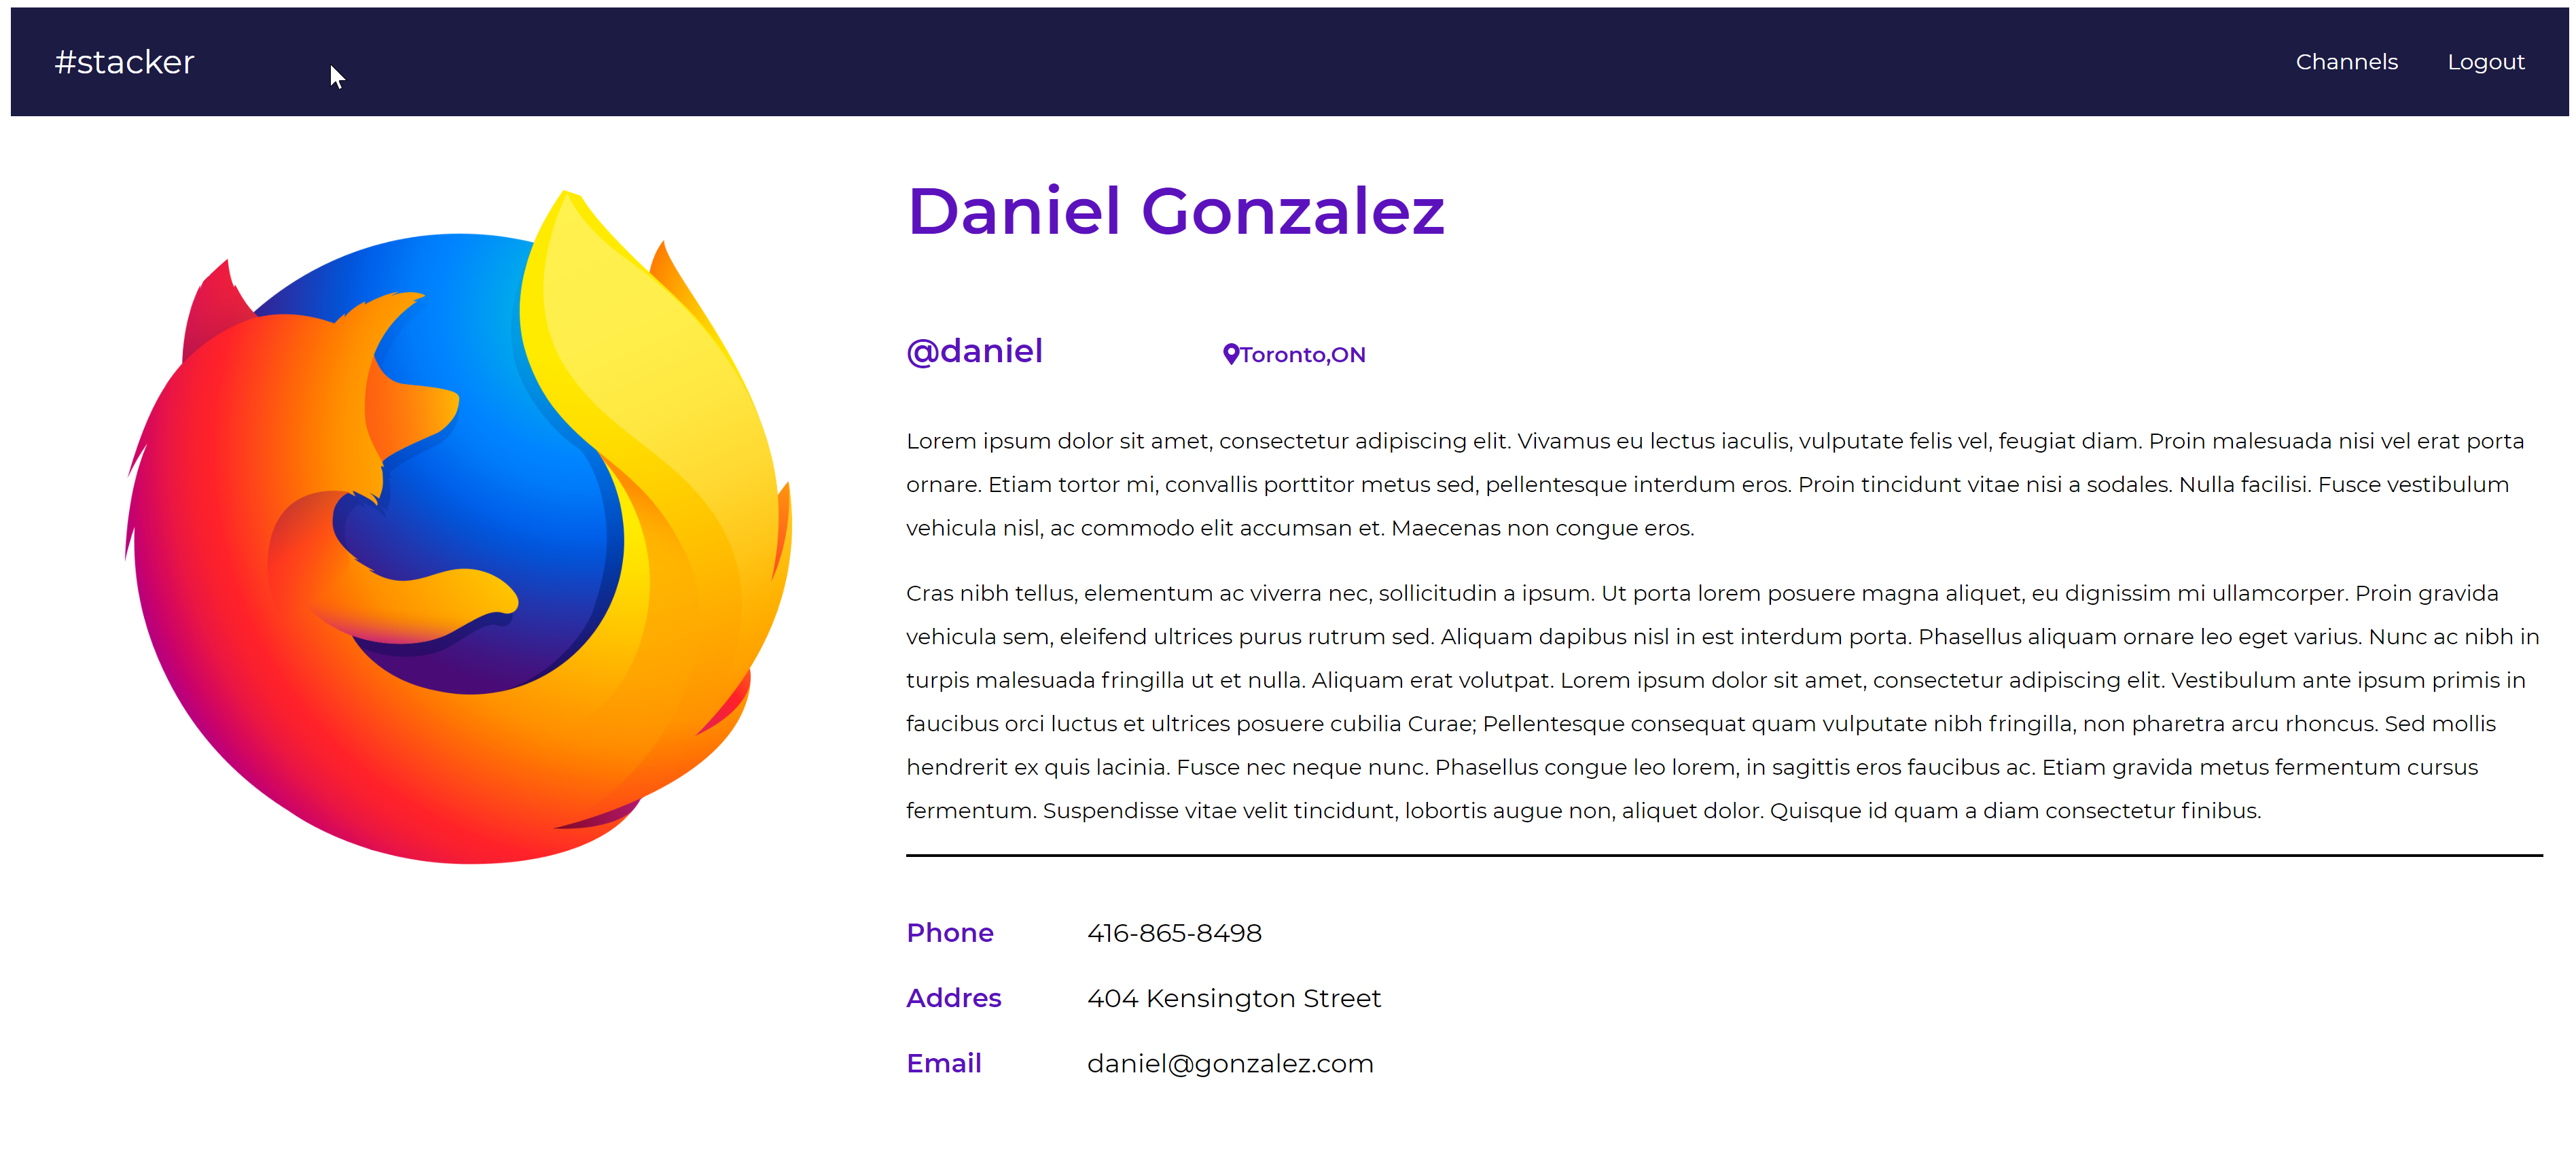 #stacker
Channels
Logout
Daniel Gonzalez
@daniel
Toronto,ON
Lorem ipsum dolor sit amet, consectetur adipiscing elit. Vivamus eu lectus iaculis, vulputate felis vel, feugiat diam. Proin malesuada nisi vel erat porta
ornare. Etiam tortor mi, convallis porttitor metus sed, pellentesque interdum eros. Proin tincidunt vitae nisi a sodales. Nulla facilisi. Fusce vestibulum
vehicula nisl, ac commodo elit accumsan et. Maecenas non congue eros.
Cras nibh tellus, elementum ac viverra nec, sollicitudin a ipsum. Ut porta lorem posuere magna aliquet, eu dignissim mi ullamcorper. Proin gravida
vehicula sem, eleifend ultrices purus rutrum sed. Aliquam dapibus nisl in est interdum porta. Phasellus aliquam ornare leo eget varius. Nunc ac nibh in
turpis malesuada fringilla ut et nulla. Aliquam erat volutpat. Lorem ipsum dolor sit amet, consectetur adipiscing elit. Vestibulum ante ipsum primis in
faucibus orci luctus et ultrices posuere cubilia Curae; Pellentesque consequat quam vulputate nibh fringilla, non pharetra arcu rhoncus. Sed mollis
hendrerit ex quis lacinia. Fusce nec neque nunc. Phasellus congue leo lorem, in sagittis eros faucibus ac. Etiam gravida metus fermentum cursus
fermentum. Suspendisse vitae velit tincidunt, lobortis augue non, aliquet dolor. Quisque id quam a diam consectetur finibus.
Phone 416-865-8498
Addres 404 Kensington Street
Email daniel@gonzalez.com